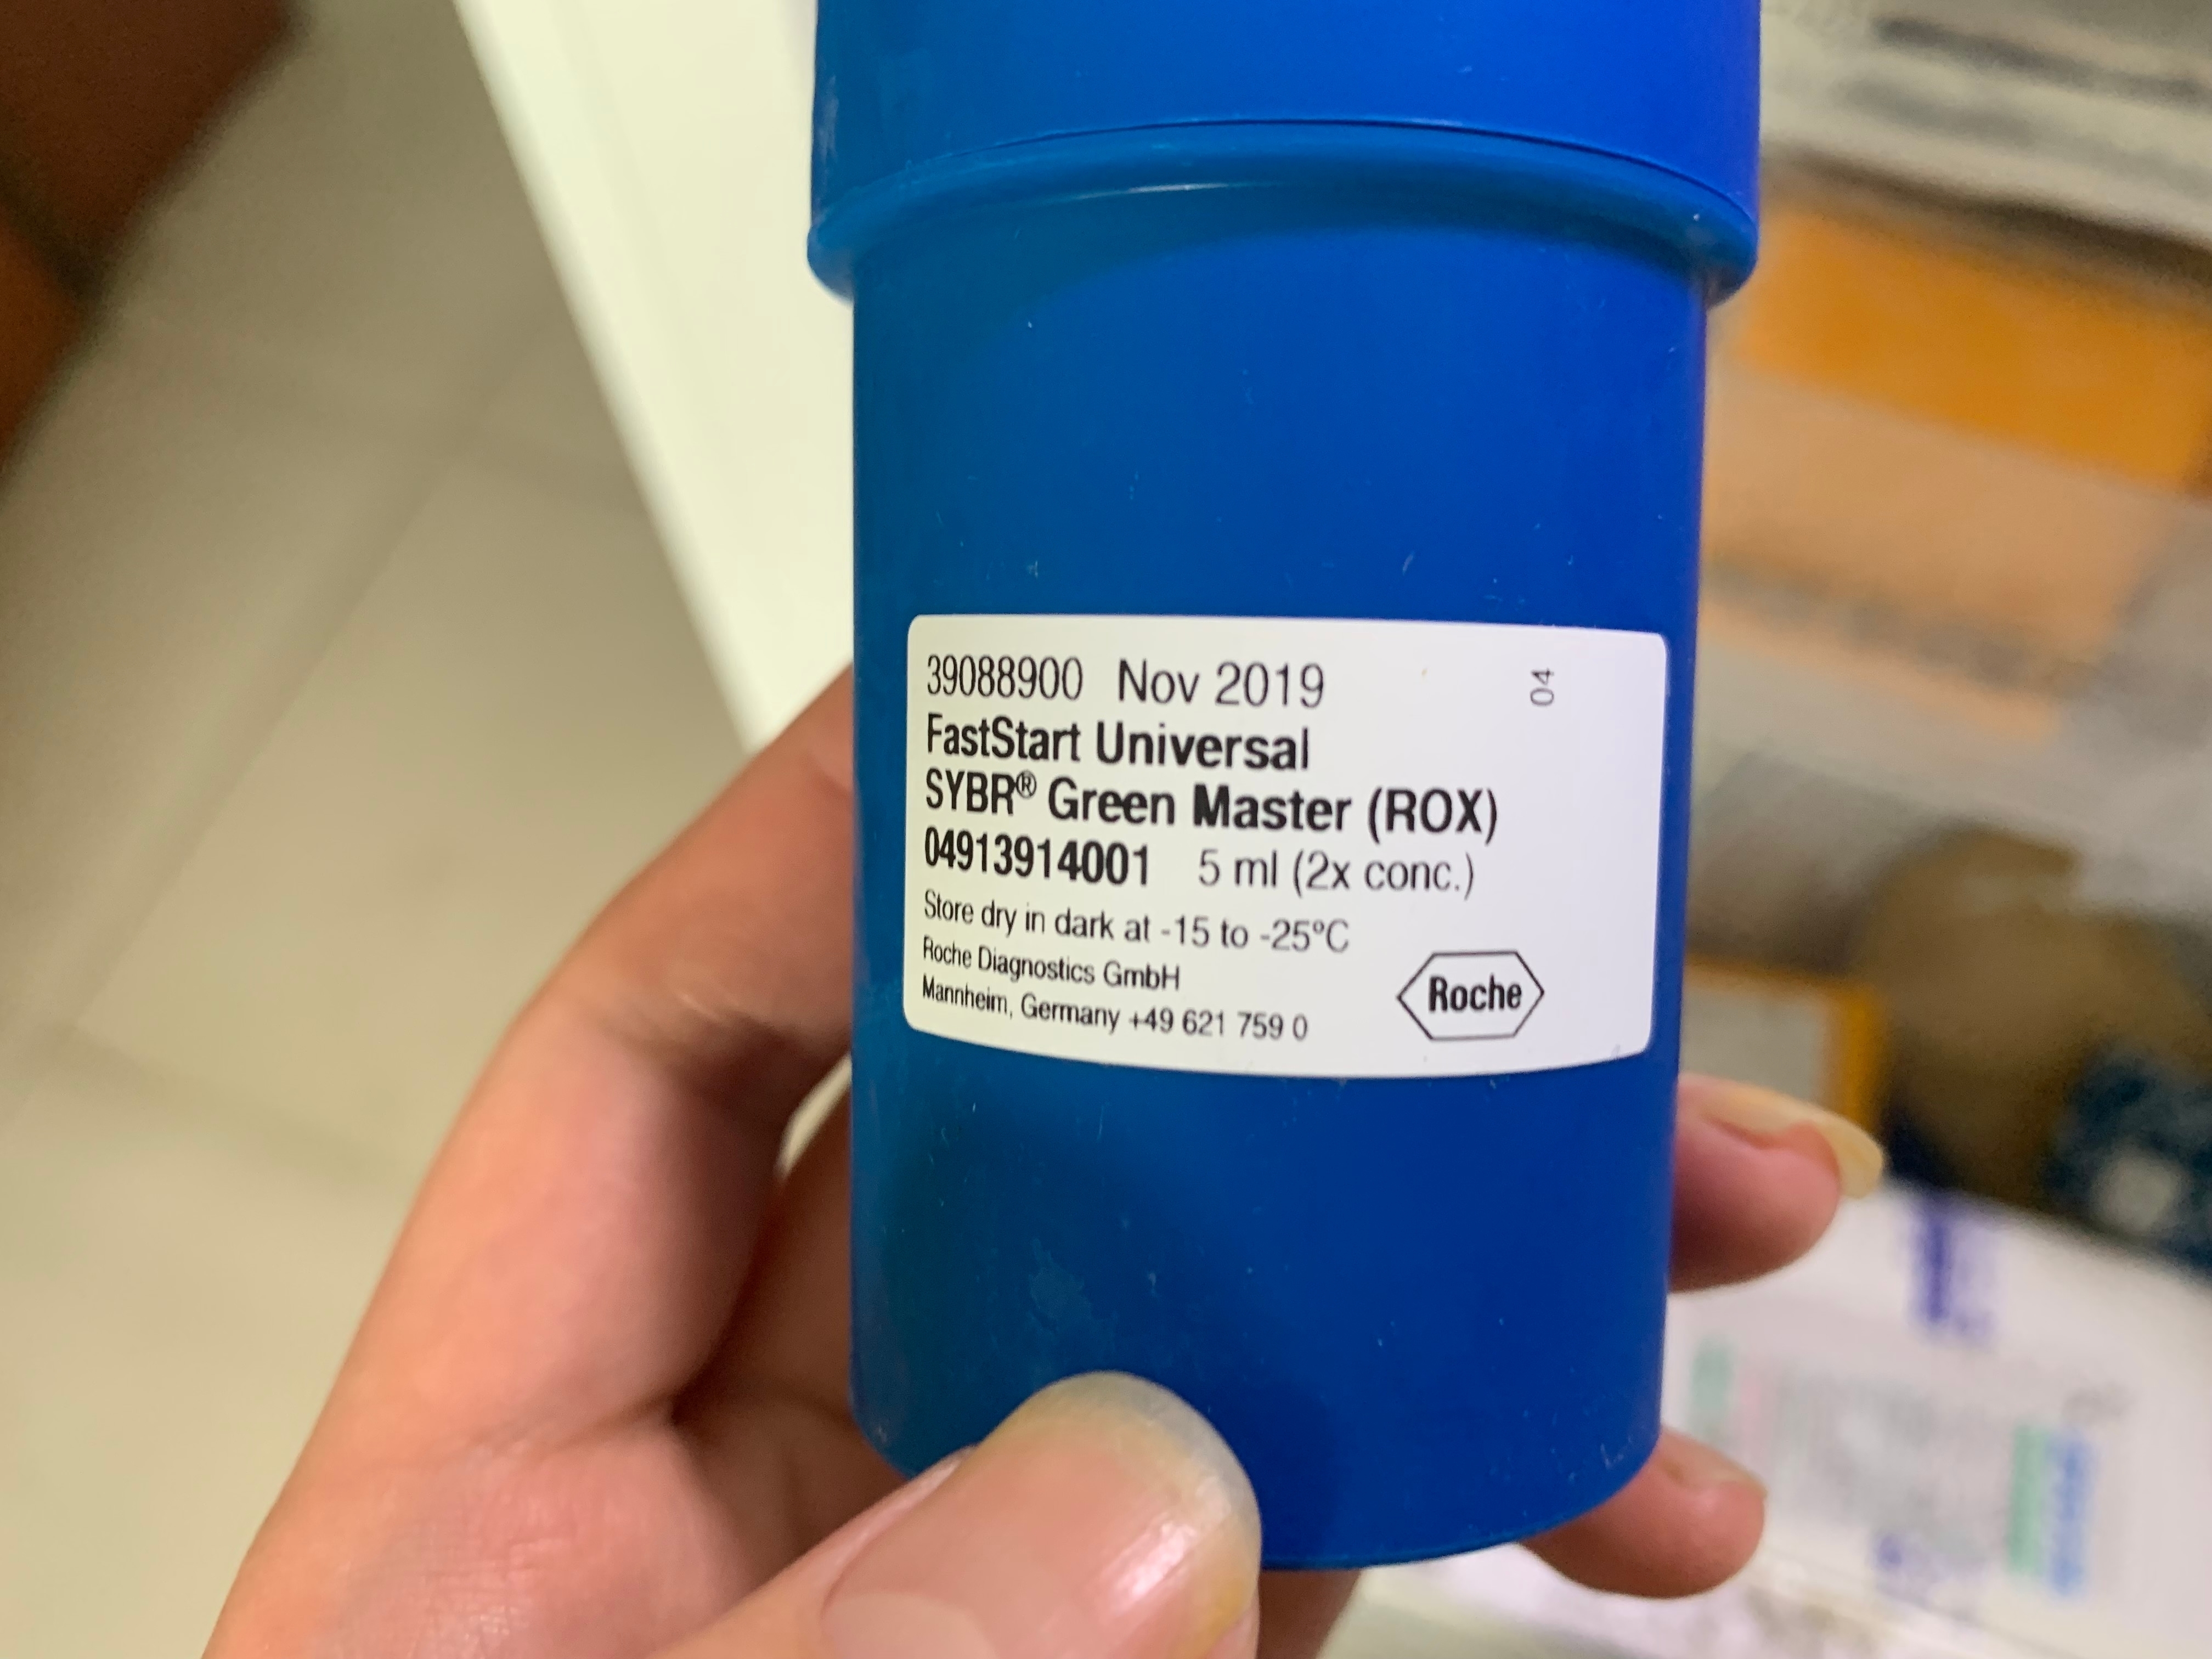 39088900 Nov 2019
04
FastStart Universal
SYBR® Green Master (ROX)
04913914001 5 ml (2x conc.)
Store dry in dark at -15 to -25°C
Roche Diagnostics GmbH
Mannheim, Germany +49 621 759 0
Roche